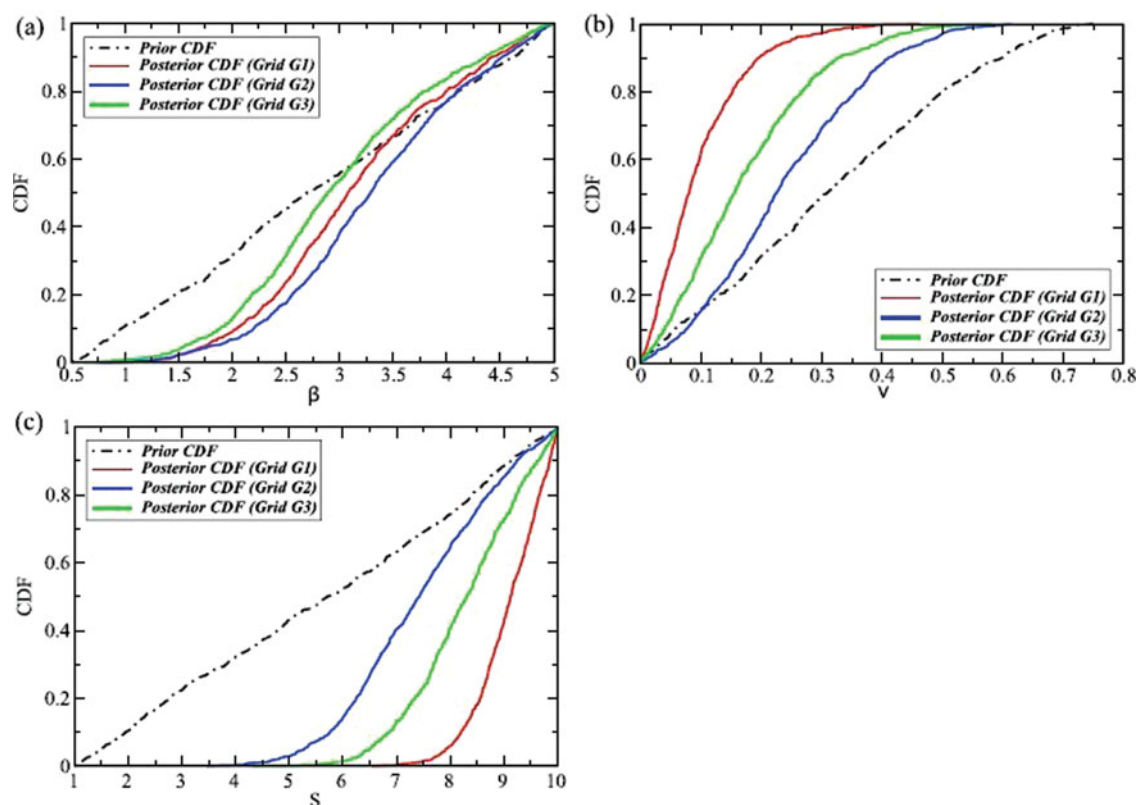 (a)
Prior CDF
Posterior CDF (Grid G1)
Posterior CDF (Grid G2)
Posterior CDF (Grid G3)
1
0.8
0.6
0.4
0.2
0
CDF
0.5 1 1.5 2 2.5 3 3.5 4 4.5 5
β
(b)
1
0.8
0.6
0.4
0.2
0
CDF
Prior CDF
Posterior CDF (Grid G1)
Posterior CDF (Grid G2)
Posterior CDF (Grid G3)
0 0.1 0.2 0.3 0.4 0.5 0.6 0.7 0.8
V
(c)
Prior CDF
Posterior CDF (Grid G1)
Posterior CDF (Grid G2)
Posterior CDF (Grid G3)
1
0.8
0.6
0.4
0.2
0
CDF
1 2 3 4 5 6 7 8 9 10
S